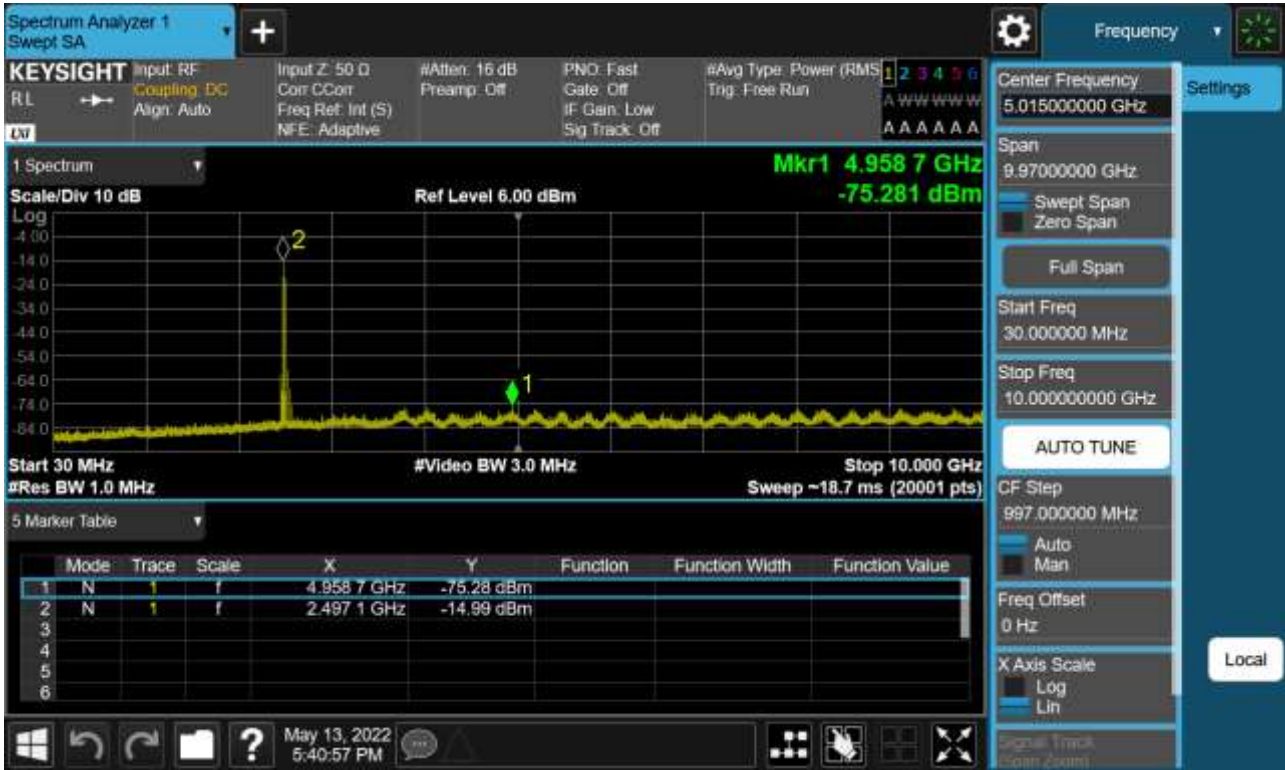 Spectrum Analyzer 1
Swept SA
+
Frequency
KEYSIGHT
RL
LXI
Input: RF
Coupling: DC
Align: Auto
Input Z: 50 Ω
Corr CCorr
Freq Ref: Int (S)
NFE: Adaptive
#Atten: 16 dB
Preamp: Off
PNO: Fast
Gate: Off
IF Gain: Low
Sig Track: Off
#Avg Type: Power (RMS
Trig: Free Run
1 2 3 4 5 6
A W W W W W
A A A A A A
1 Spectrum
Mkr1 4.958 7 GHz
-75.281 dBm
Scale/Div 10 dB
Ref Level 6.00 dBm
Log
-4.00
-14.0
-24.0
-34.0
-44.0
-54.0
-64.0
-74.0
-84.0
2
1
Start 30 MHz
#Video BW 3.0 MHz
Stop 10.000 GHz
#Res BW 1.0 MHz
Sweep ~18.7 ms (20001 pts)
5 Marker Table
Mode Trace Scale X Y Function Function Width Function Value
1 N 1 f 4.958 7 GHz -75.28 dBm
2 N 1 f 2.497 1 GHz -14.99 dBm
3
4
5
6
?
May 13, 2022
5:40:57 PM
Center Frequency
5.015000000 GHz
Settings
Span
9.97000000 GHz
Swept Span
Zero Span
Full Span
Start Freq
30.000000 MHz
Stop Freq
10.000000000 GHz
AUTO TUNE
CF Step
997.000000 MHz
Auto
Man
Freq Offset
0 Hz
X Axis Scale
Log
Lin
Local
Signal Track
(Span Zoom)